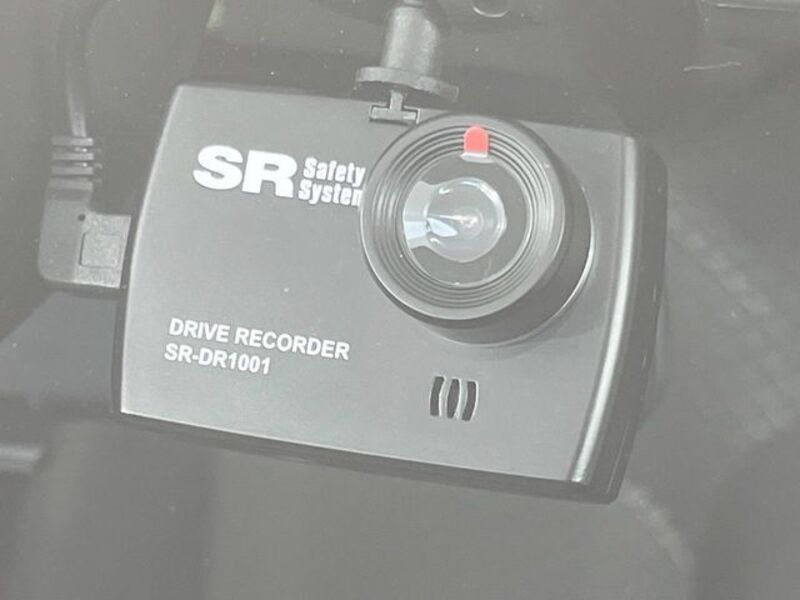 SR Safety
System
DRIVE RECORDER
SR-DR1001